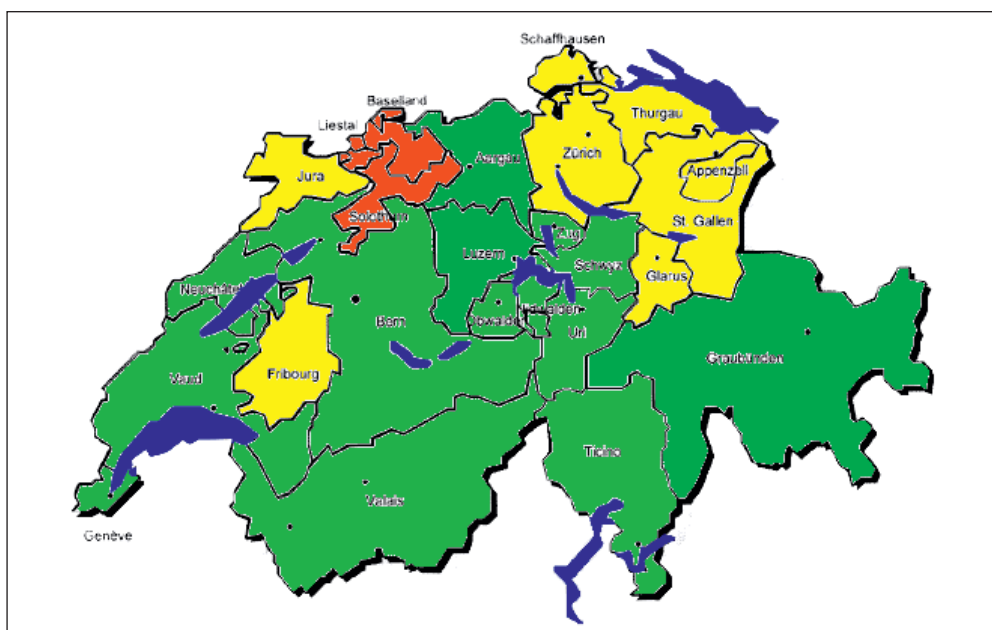 Schaffhausen
Baselland
Liestal
Thurgau
Aargau
Zürich
Appenzell
Jura
Solothurn
St. Gallen
Zug
Luzern
Schwyz
Glarus
Neuchâtel
Obwalden
Uri
Bern
Graubünden
Vaud
Fribourg
Ticino
Valais
Genève